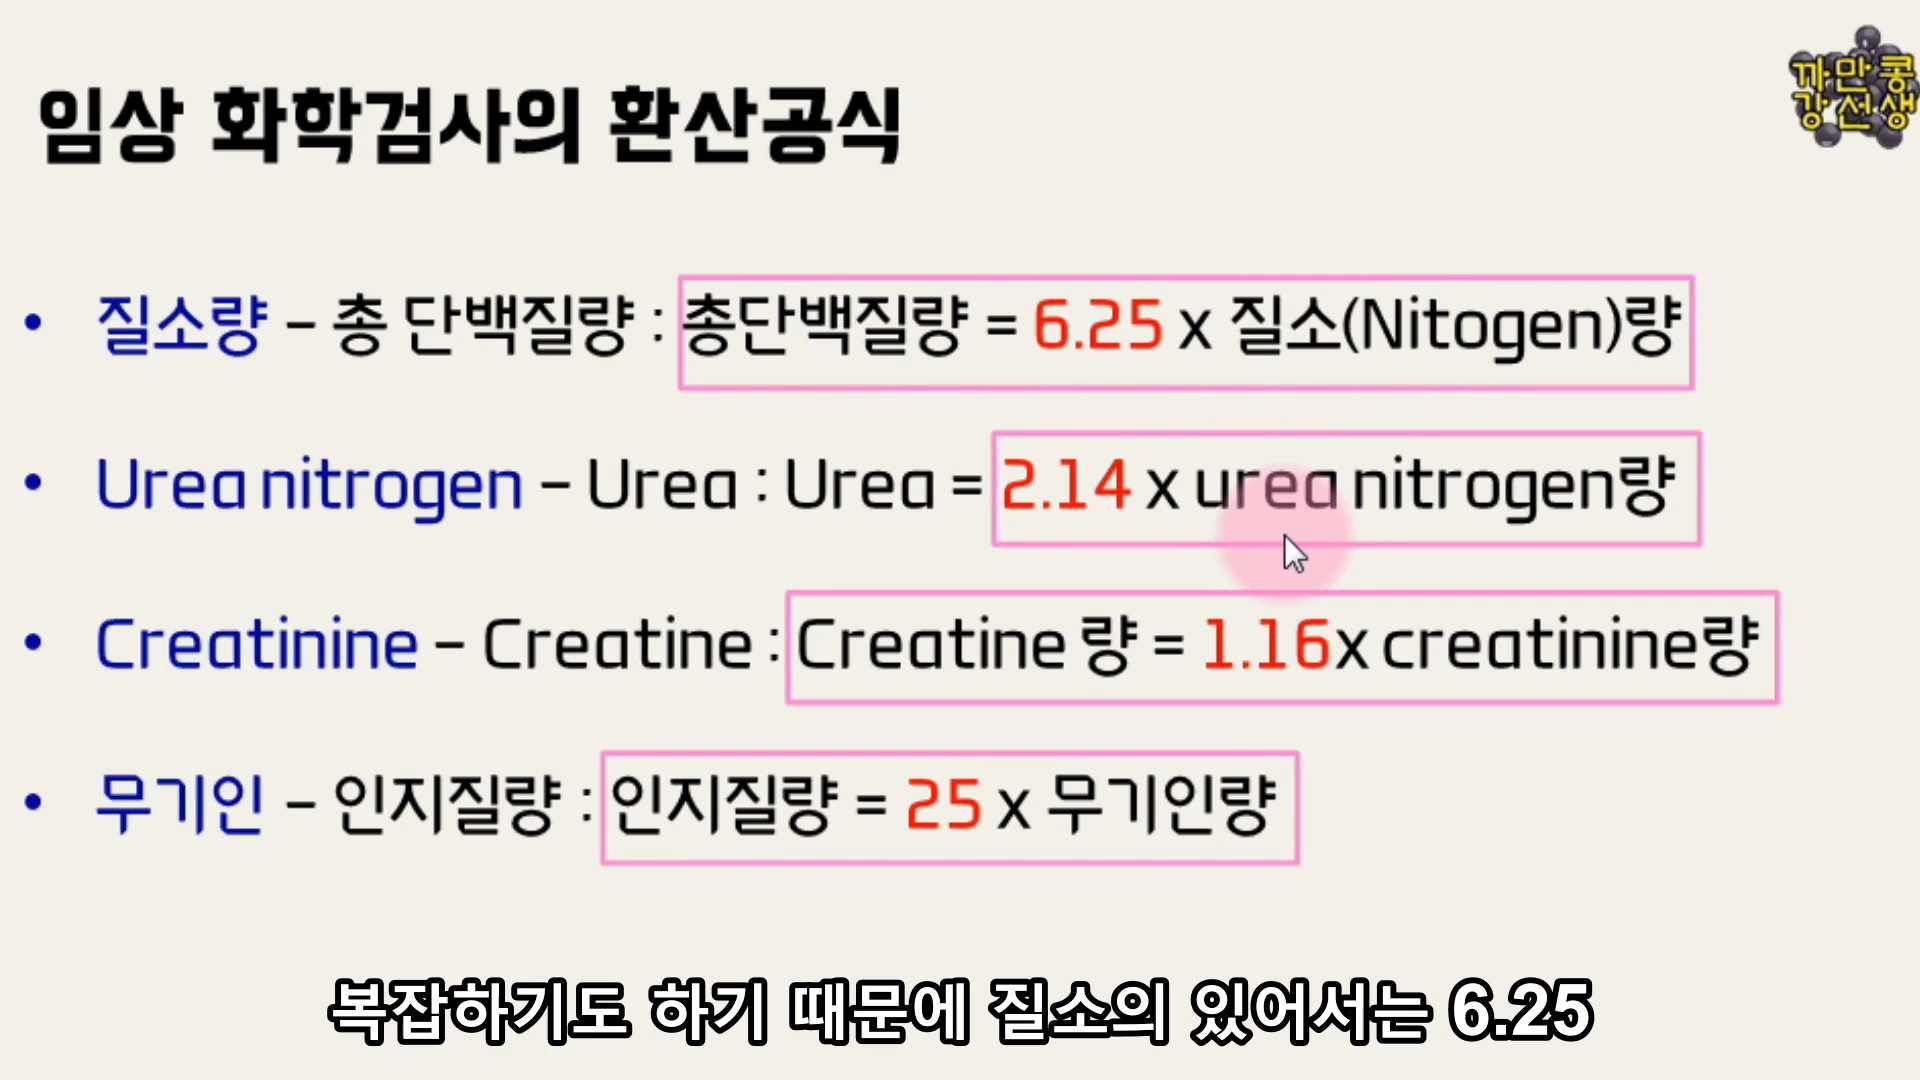 까만콩
강선생
임상 화학검사의 환산공식
• 질소량 – 총 단백질량 : 총단백질량 = 6.25 x 질소(Nitogen)량
• Urea nitrogen – Urea : Urea = 2.14 x urea nitrogen량
• Creatinine – Creatine : Creatine 량 = 1.16x creatinine량
• 무기인 – 인지질량 : 인지질량 = 25 x 무기인량
복잡하기도 하기 때문에 질소의 있어서는 6.25